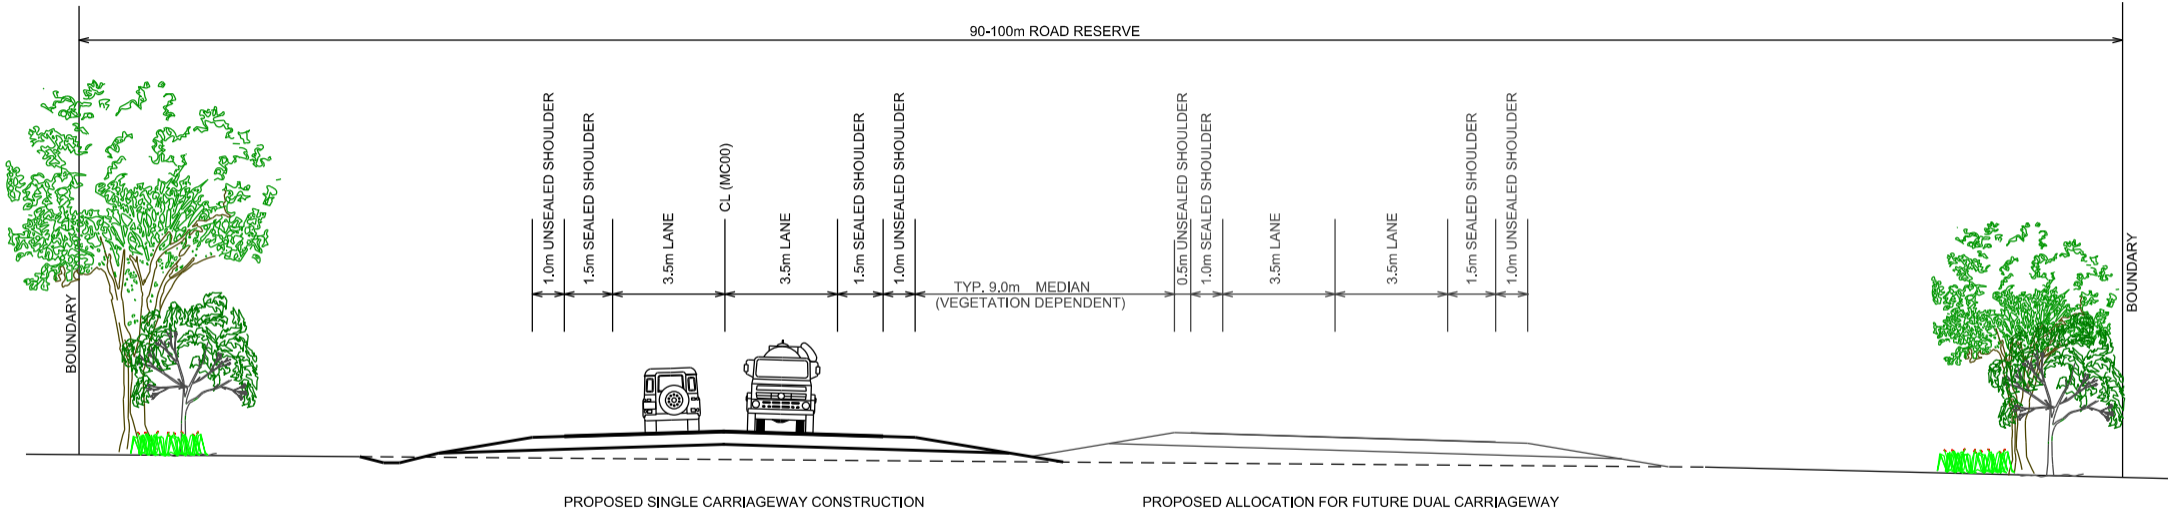 90-100m ROAD RESERVE
BOUNDARY
1.0m UNSEALED SHOULDER
1.5m SEALED SHOULDER
3.5m LANE
CL (MC00)
3.5m LANE
1.5m SEALED SHOULDER
1.0m UNSEALED SHOULDER
TYP. 9.0m MEDIAN
(VEGETATION DEPENDENT)
0.5m UNSEALED SHOULDER
1.0m SEALED SHOULDER
3.5m LANE
3.5m LANE
1.5m SEALED SHOULDER
1.0m UNSEALED SHOULDER
BOUNDARY
PROPOSED SINGLE CARRIAGEWAY CONSTRUCTION
PROPOSED ALLOCATION FOR FUTURE DUAL CARRIAGEWAY